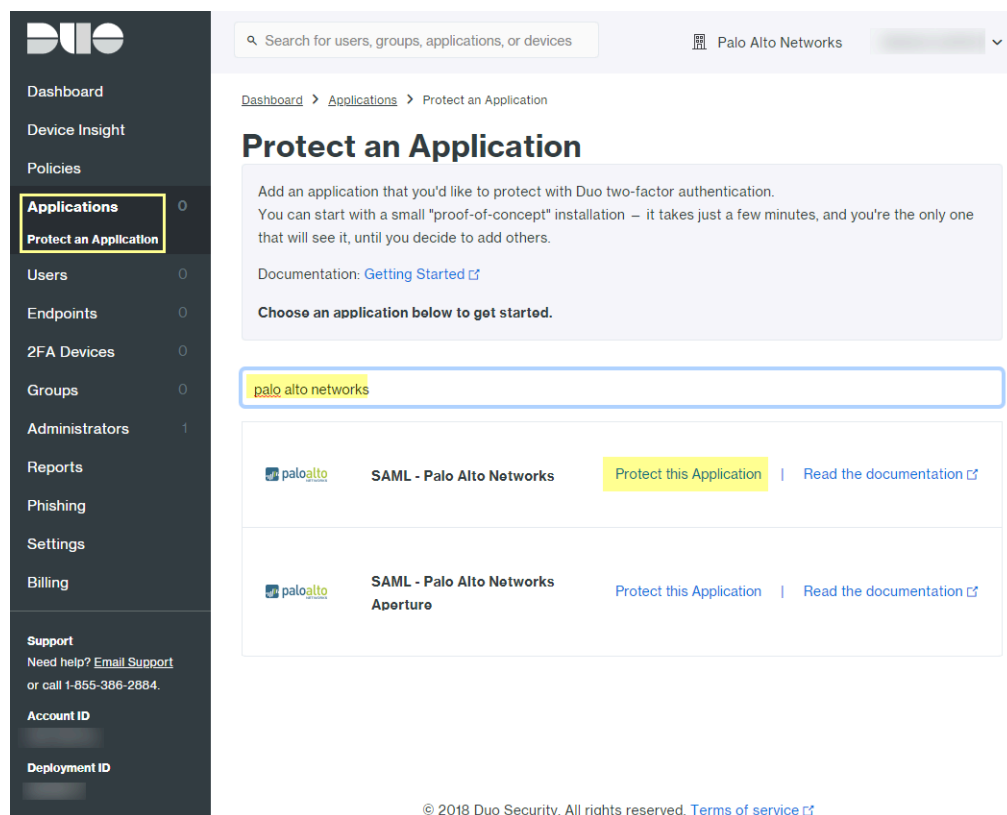 DUO
Search for users, groups, applications, or devices
Palo Alto Networks
Dashboard
Device Insight
Policies
Applications 0
Protect an Application
Users 0
Endpoints 0
2FA Devices 0
Groups 0
Administrators 1
Reports
Phishing
Settings
Billing
Support
Need help? Email Support
or call 1-855-386-2884.
Account ID
Deployment ID
Dashboard > Applications > Protect an Application
Protect an Application
Add an application that you'd like to protect with Duo two-factor authentication.
You can start with a small "proof-of-concept" installation — it takes just a few minutes, and you're the only one
that will see it, until you decide to add others.
Documentation: Getting Started
Choose an application below to get started.
palo alto networks
paloalto NETWORKS SAML - Palo Alto Networks Protect this Application | Read the documentation
paloalto NETWORKS SAML - Palo Alto Networks
Aperture Protect this Application | Read the documentation
© 2018 Duo Security. All rights reserved. Terms of service